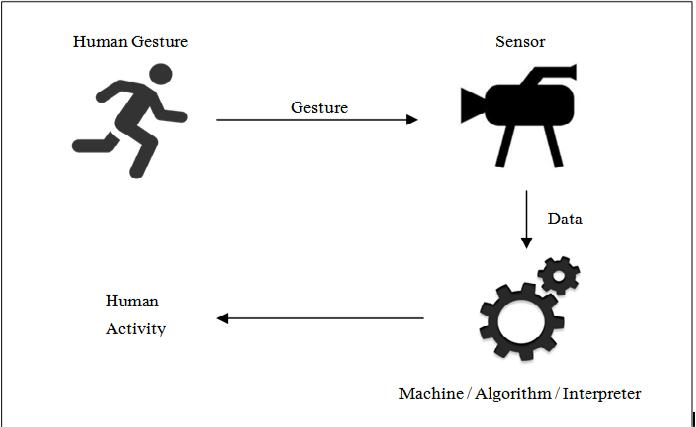 Human Gesture
Sensor
Gesture
Data
Human
Activity
Machine / Algorithm / Interpreter